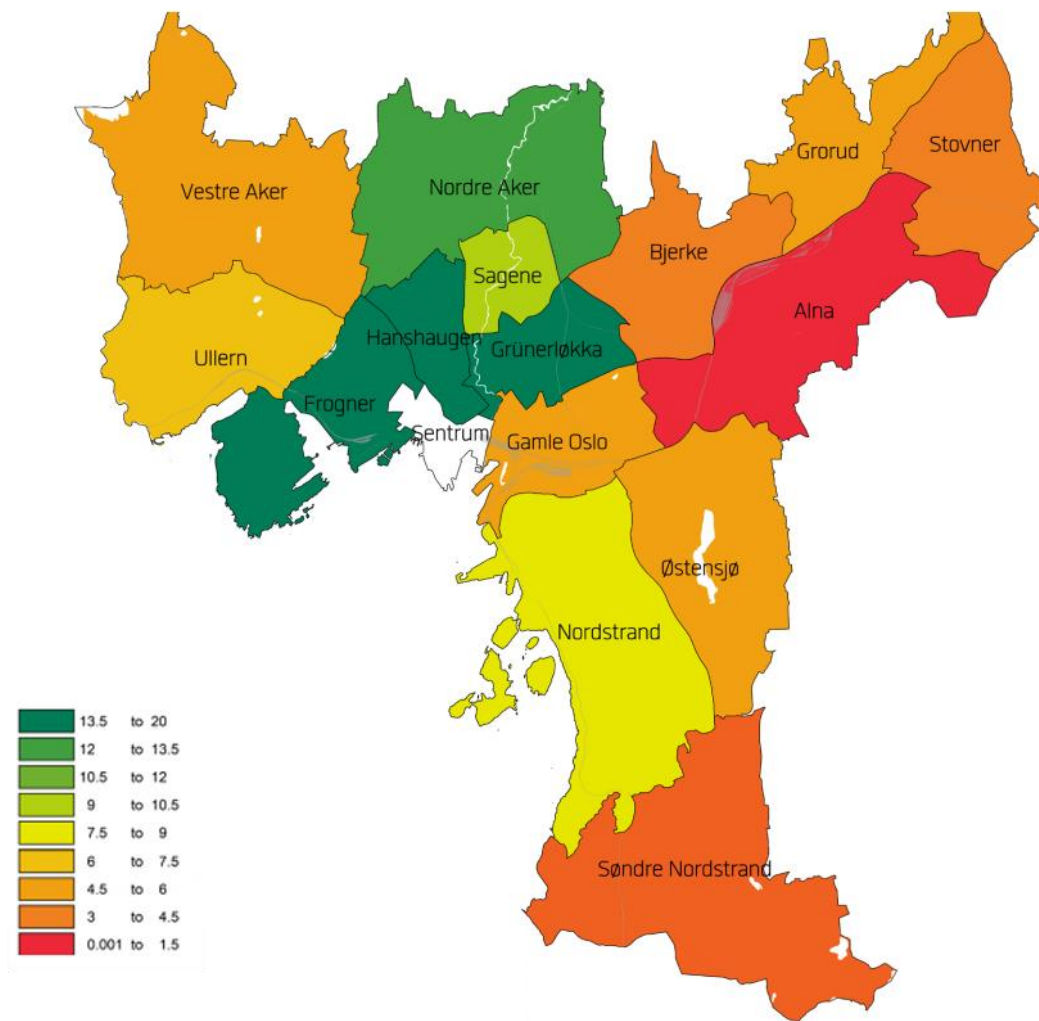 Grorud
Stovner
Vestre Aker
Nordre Aker
Bjerke
Sagene
Alna
Hanshaugen
Grünerløkka
Ullern
Frogner
Sentrum
Gamle Oslo
Østensjø
Nordstrand
Søndre Nordstrand
13.5 to 20
12 to 13.5
10.5 to 12
9 to 10.5
7.5 to 9
6 to 7.5
4.5 to 6
3 to 4.5
0.001 to 1.5